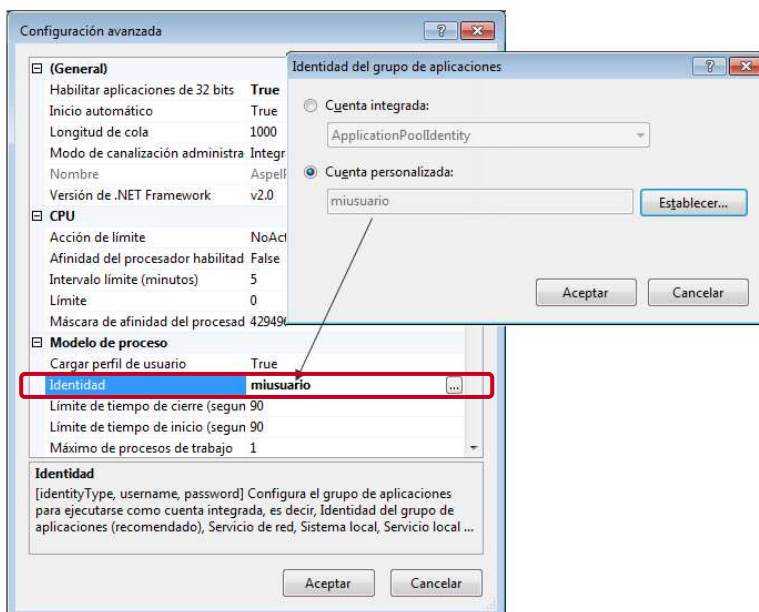 Configuración avanzada
(General)
Habilitar aplicaciones de 32 bits True
Inicio automático True
Longitud de cola 1000
Modo de canalización administra Integr
Nombre Aspel
Versión de .NET Framework v2.0
CPU
Acción de límite NoAct
Afinidad del procesador habilitad False
Intervalo límite (minutos) 5
Límite 0
Máscara de afinidad del procesad 429496
Modelo de proceso
Cargar perfil de usuario True
Identidad miusuario ...
Límite de tiempo de cierre (segun 90
Límite de tiempo de inicio (segun 90
Máximo de procesos de trabajo 1
Identidad
[identityType, username, password] Configura el grupo de aplicaciones
para ejecutarse como cuenta integrada, es decir, Identidad del grupo de
aplicaciones (recomendado), Servicio de red, Sistema local, Servicio local ...
Aceptar Cancelar
Identidad del grupo de aplicaciones
Cuenta integrada:
ApplicationPoolIdentity
Cuenta personalizada:
miusuario Establecer...
Aceptar Cancelar